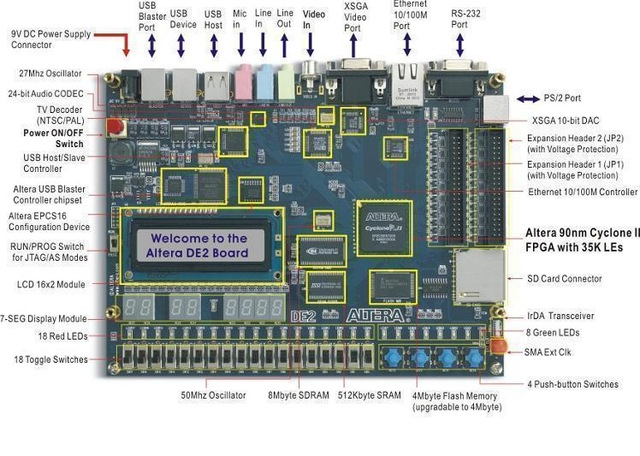 USB
Blaster
Port
USB
Device
USB
Host
Mic
in
Line
In
Line
Out
Video
In
XSGA
Video
Port
Ethernet
10/100M
Port
RS-232
Port
9V DC Power Supply
Connector
27Mhz Oscillator
24-bit Audio CODEC
TV Decoder
(NTSC/PAL)
Power ON/OFF
Switch
USB Host/Slave
Controller
Altera USB Blaster
Controller chipset
Altera EPCS16
Configuration Device
RUN/PROG Switch
for JTAG/AS Modes
LCD 16x2 Module
7-SEG Display Module
18 Red LEDs
18 Toggle Switches
PS/2 Port
XSGA 10-bit DAC
Expansion Header 2 (JP2)
(with Voltage Protection)
Expansion Header 1 (JP1)
(with Voltage Protection)
Ethernet 10/100M Controller
Altera 90nm Cyclone II
FPGA with 35K LEs
SD Card Connector
IrDA Transceiver
8 Green LEDs
SMA Ext Clk
4 Push-button Switches
Welcome to the
Altera DE2 Board
ALTERA
Cyclone II
DE2
ALTERA
50Mhz Oscillator
8Mbyte SDRAM
512Kbyte SRAM
4Mbyte Flash Memory
(upgradable to 4Mbyte)